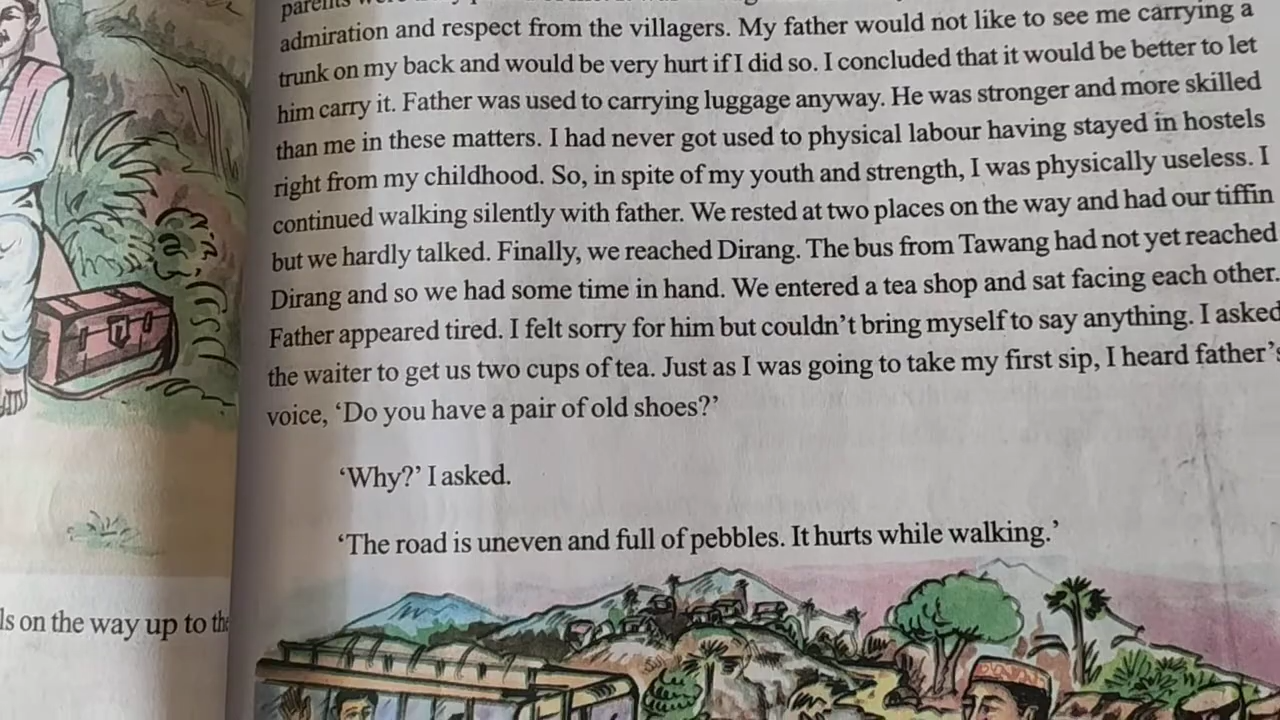 ls on the way up to the
parents
admiration and respect from the villagers. My father would not like to see me carrying a
trunk on my back and would be very hurt if I did so. I concluded that it would be better to let
him carry it. Father was used to carrying luggage anyway. He was stronger and more skilled
than me in these matters. I had never got used to physical labour having stayed in hostels
right from my childhood. So, in spite of my youth and strength, I was physically useless. I
continued walking silently with father. We rested at two places on the way and had our tiffin
but we hardly talked. Finally, we reached Dirang. The bus from Tawang had not yet reached
Dirang and so we had some time in hand. We entered a tea shop and sat facing each other.
Father appeared tired. I felt sorry for him but couldn't bring myself to say anything. I asked
the waiter to get us two cups of tea. Just as I was going to take my first sip, I heard father's
voice, ‘Do you have a pair of old shoes?’
‘Why?’ I asked.
‘The road is uneven and full of pebbles. It hurts while walking.’